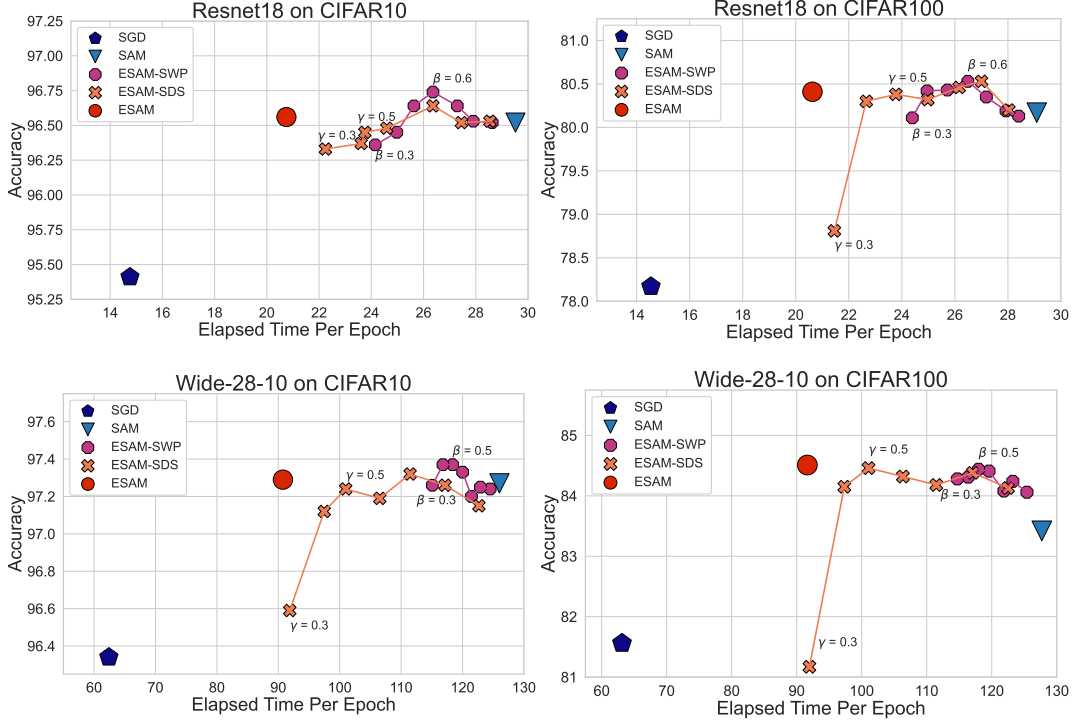 Resnet18 on CIFAR10
97.25
97.00
96.75
96.50
96.25
96.00
95.75
95.50
95.25
Accuracy
SGD
SAM
ESAM-SWP
ESAM-SDS
ESAM
β = 0.6
γ = 0.5
γ = 0.3
β = 0.3
14 16 18 20 22 24 26 28 30
Elapsed Time Per Epoch
Resnet18 on CIFAR100
81.0
80.5
80.0
79.5
79.0
78.5
78.0
Accuracy
SGD
SAM
ESAM-SWP
ESAM-SDS
ESAM
β = 0.6
γ = 0.5
β = 0.3
γ = 0.3
14 16 18 20 22 24 26 28 30
Elapsed Time Per Epoch
Wide-28-10 on CIFAR10
97.6
97.4
97.2
97.0
96.8
96.6
96.4
Accuracy
SGD
SAM
ESAM-SWP
ESAM-SDS
ESAM
β = 0.5
γ = 0.5
β = 0.3
γ = 0.3
60 70 80 90 100 110 120 130
Elapsed Time Per Epoch
Wide-28-10 on CIFAR100
85
84
83
82
81
Accuracy
SGD
SAM
ESAM-SWP
ESAM-SDS
ESAM
γ = 0.5
β = 0.5
β = 0.3
γ = 0.3
60 70 80 90 100 110 120 130
Elapsed Time Per Epoch